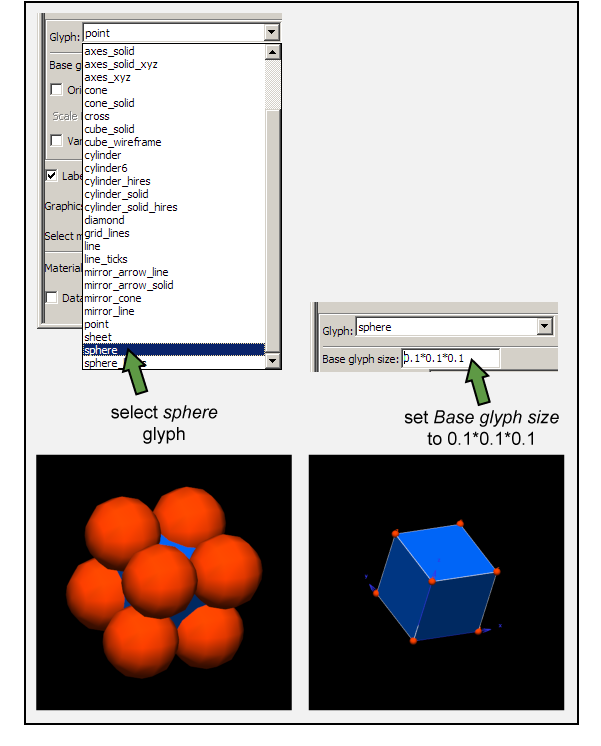 Glyph: point
axes_solid
Base g axes_solid_xyz
axes_xyz
Ori cone
cone_solid
Scale cross
cube_solid
Var cube_wireframe
cylinder
cylinder6
Labe cylinder_hires
cylinder_solid
Graphics cylinder_solid_hires
diamond
Select m grid_lines
line
line_ticks
Material mirror_arrow_line
mirror_arrow_solid
Data mirror_cone
mirror_line
point
sheet
sphere
sphere
select sphere
glyph
Glyph: sphere
Base glyph size: 0.1*0.1*0.1
set Base glyph size
to 0.1*0.1*0.1